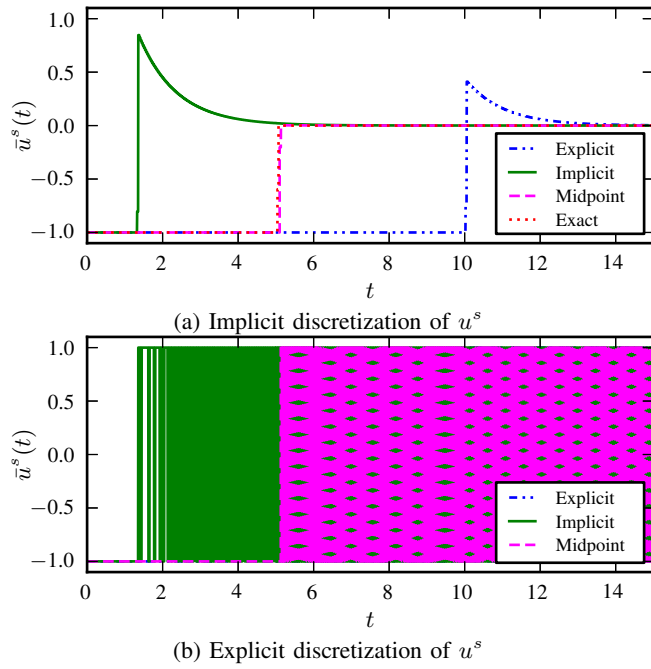 1.0
0.5
0.0
−0.5
−1.0
ū^s(t)
Explicit
Implicit
Midpoint
Exact
0 2 4 6 8 10 12 14
t
(a) Implicit discretization of u^s
1.0
0.5
0.0
−0.5
−1.0
ū^s(t)
Explicit
Implicit
Midpoint
0 2 4 6 8 10 12 14
t
(b) Explicit discretization of u^s